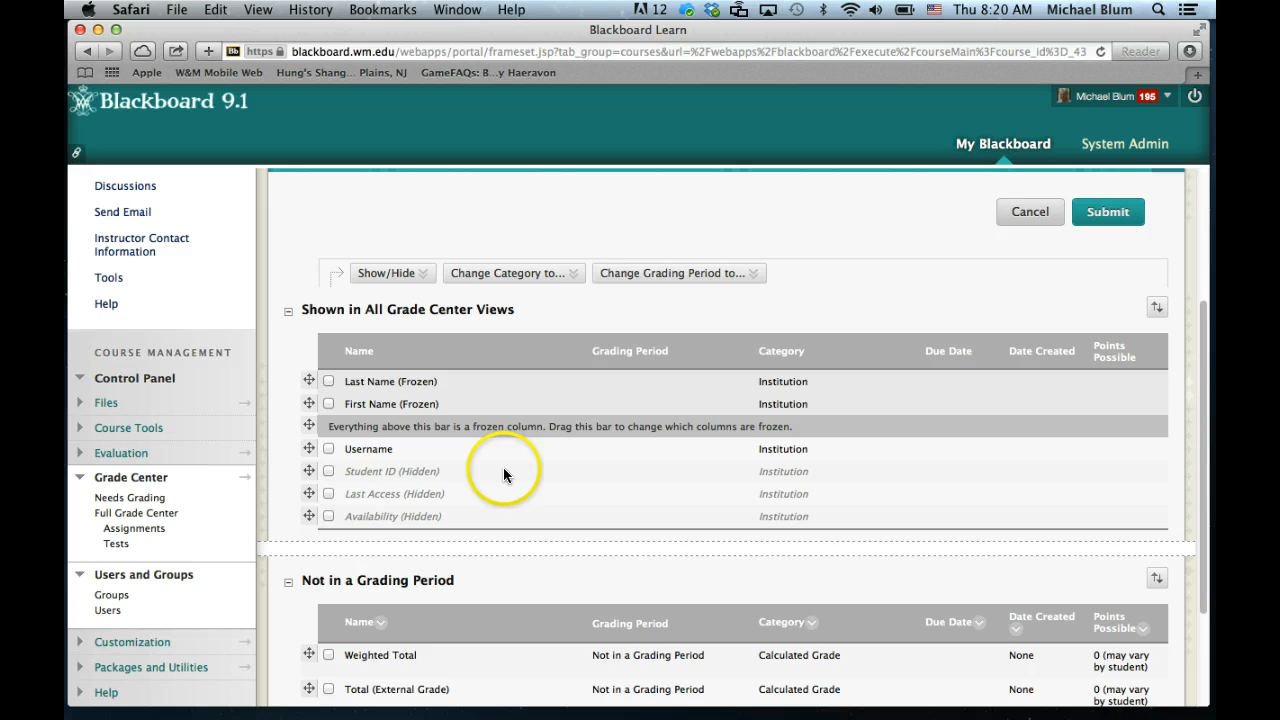 Safari File Edit View History Bookmarks Window Help 12 Thu 8:20 AM Michael Blum
Blackboard Learn
Bb https blackboard.wm.edu/webapps/portal/frameset.jsp?tab_group=courses&url=%2Fwebapps%2Fblackboard%2Fexecute%2FcourseMain%3Fcourse_id%3D_43 Reader
Apple W&M Mobile Web Hung's Shang... Plains, NJ GameFAQs: B...y Haeravon
Blackboard 9.1
Michael Blum 195
My Blackboard System Admin
Discussions
Send Email
Instructor Contact
Information
Tools
Help
COURSE MANAGEMENT
Control Panel
Files
Course Tools
Evaluation
Grade Center
Needs Grading
Full Grade Center
Assignments
Tests
Users and Groups
Groups
Users
Customization
Packages and Utilities
Help
Cancel Submit
Show/Hide Change Category to... Change Grading Period to...
Shown in All Grade Center Views
Name Grading Period Category Due Date Date Created Points Possible
Last Name (Frozen) Institution
First Name (Frozen) Institution
Everything above this bar is a frozen column. Drag this bar to change which columns are frozen.
Username Institution
Student ID (Hidden) Institution
Last Access (Hidden) Institution
Availability (Hidden) Institution
Not in a Grading Period
Name Grading Period Category Due Date Date Created Points Possible
Weighted Total Not in a Grading Period Calculated Grade None 0 (may vary by student)
Total (External Grade) Not in a Grading Period Calculated Grade None 0 (may vary by student)